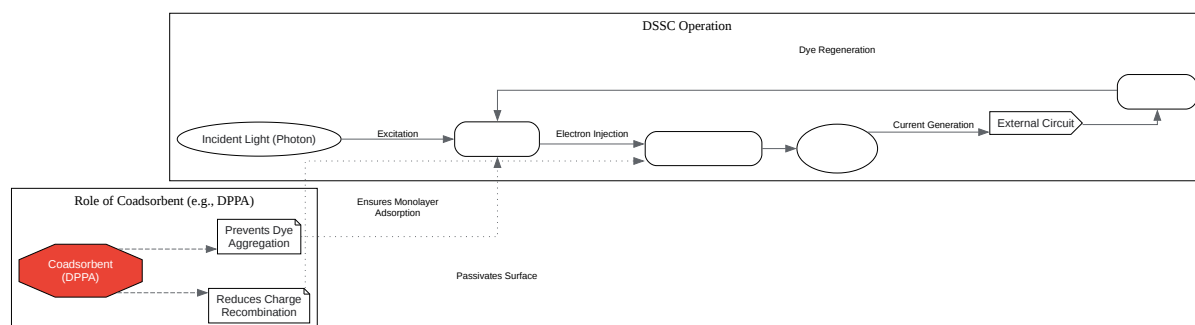 DSSC Operation
Dye Regeneration
Incident Light (Photon)
Excitation
Electron Injection
Current Generation
External Circuit
Role of Coadsorbent (e.g., DPPA)
Ensures Monolayer
Adsorption
Prevents Dye
Aggregation
Coadsorbent
(DPPA)
Passivates Surface
Reduces Charge
Recombination